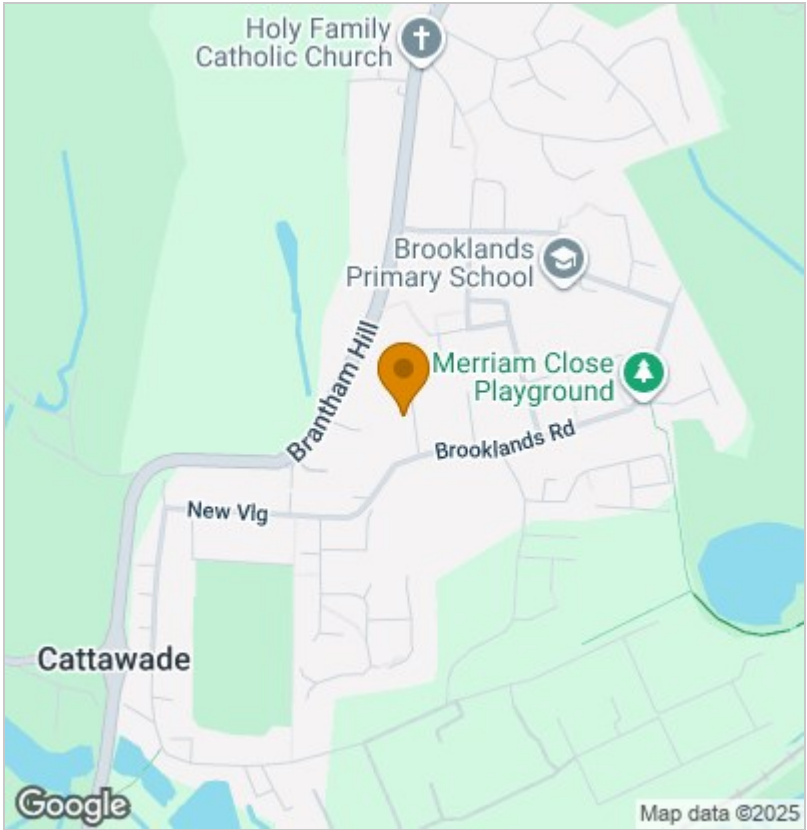 Holy Family
Catholic Church
Brooklands
Primary School
Brantham Hill
Merriam Close
Playground
Brooklands Rd
New Vlg
Cattawade
Google
Map data ©2025